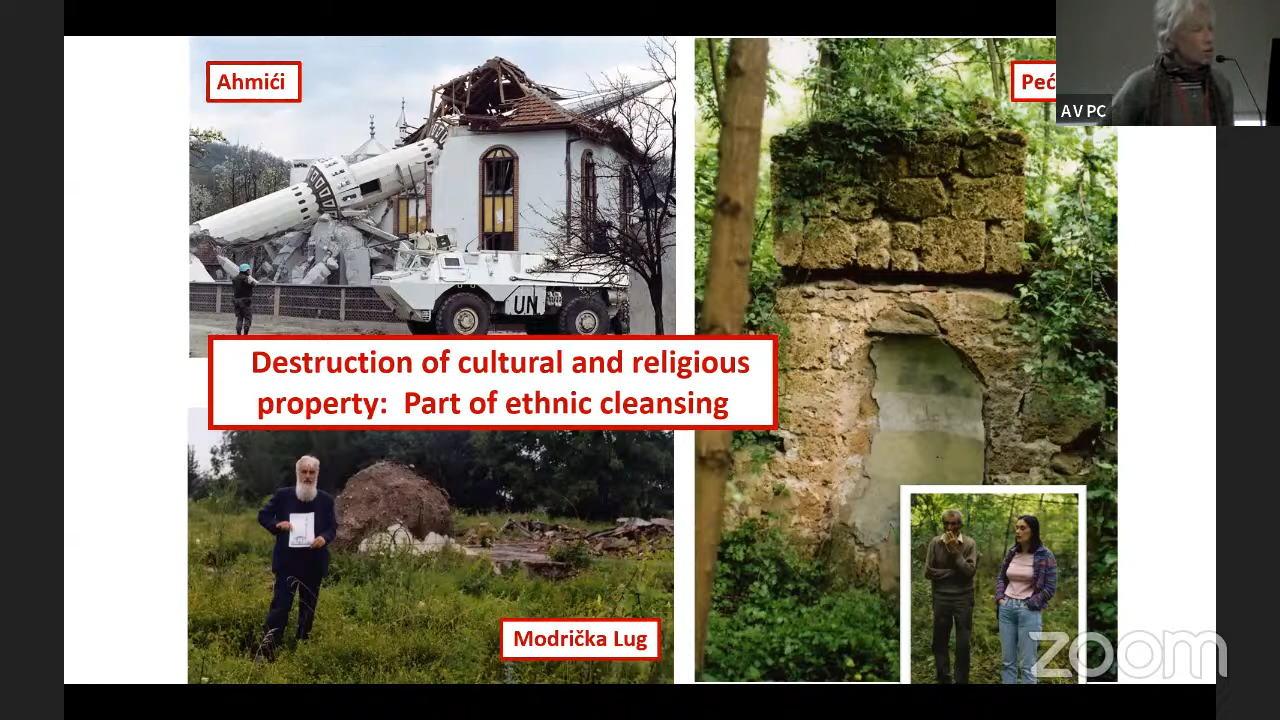 Ahmići
Peć
AV PC
UN
Destruction of cultural and religious
property: Part of ethnic cleansing
Modrička Lug
zoom